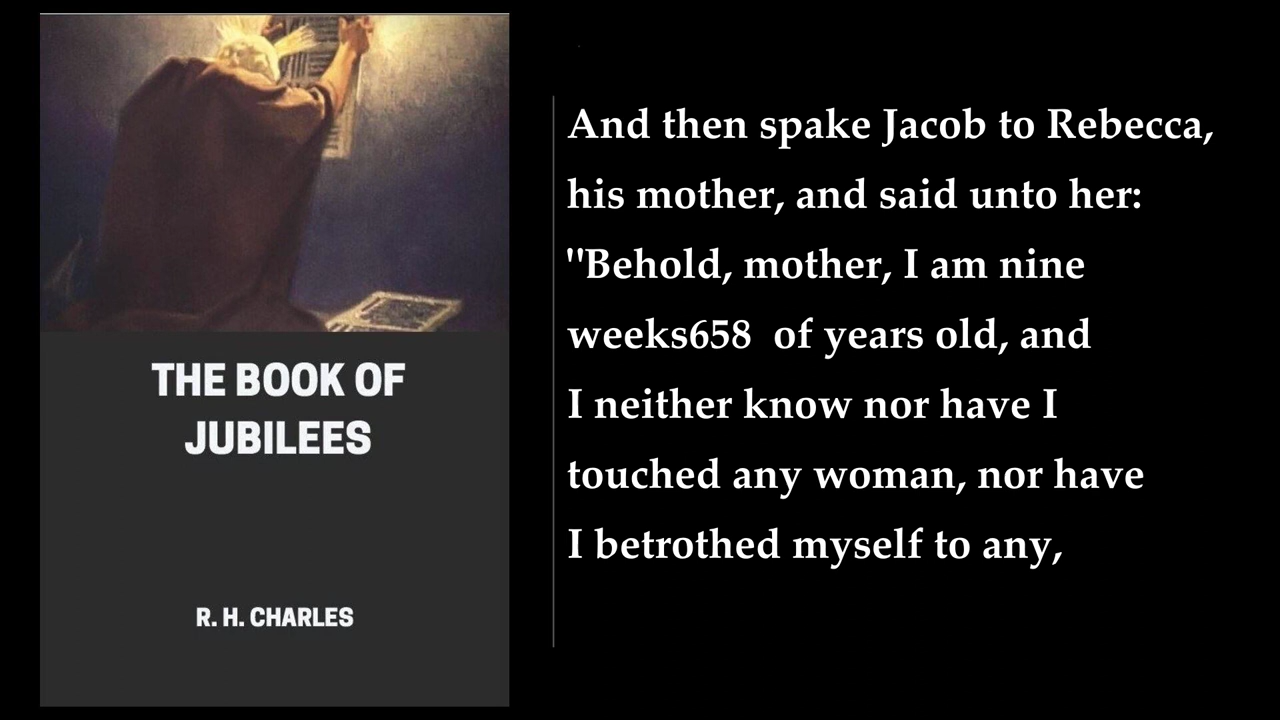 THE BOOK OF
JUBILEES
R. H. CHARLES
And then spake Jacob to Rebecca,
his mother, and said unto her:
"Behold, mother, I am nine
weeks658  of years old, and
I neither know nor have I
touched any woman, nor have
I betrothed myself to any,